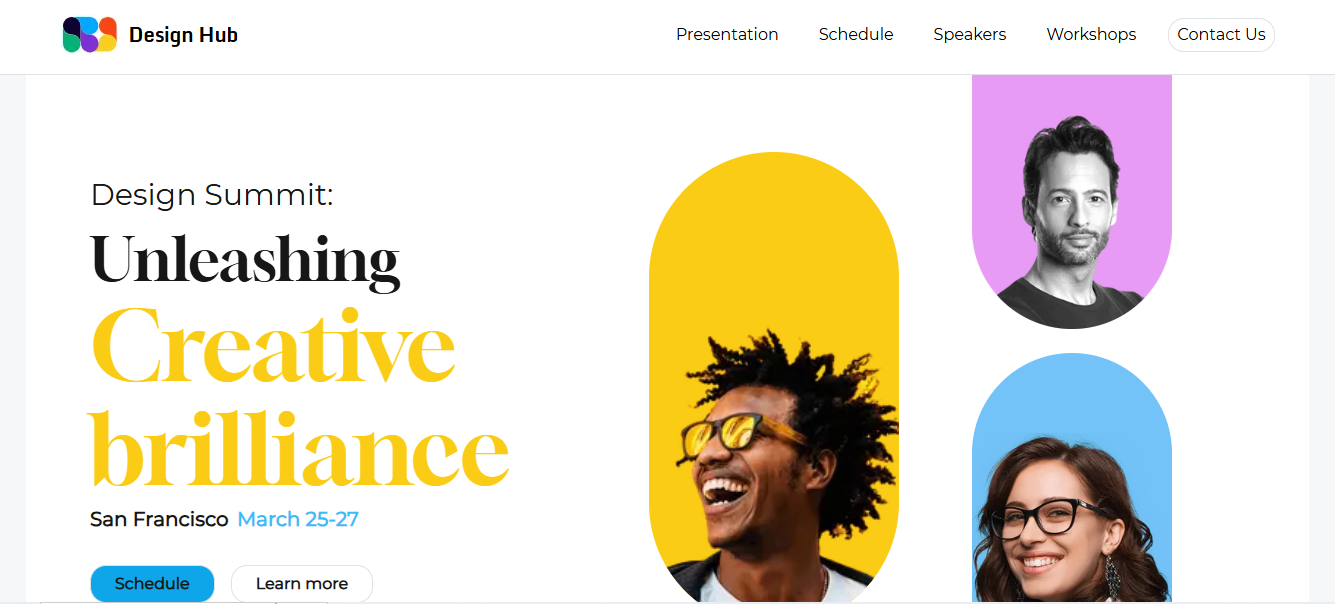 Design Hub
Presentation
Schedule
Speakers
Workshops
Contact Us
Design Summit:
Unleashing
Creative
brilliance
San Francisco March 25-27
Schedule
Learn more